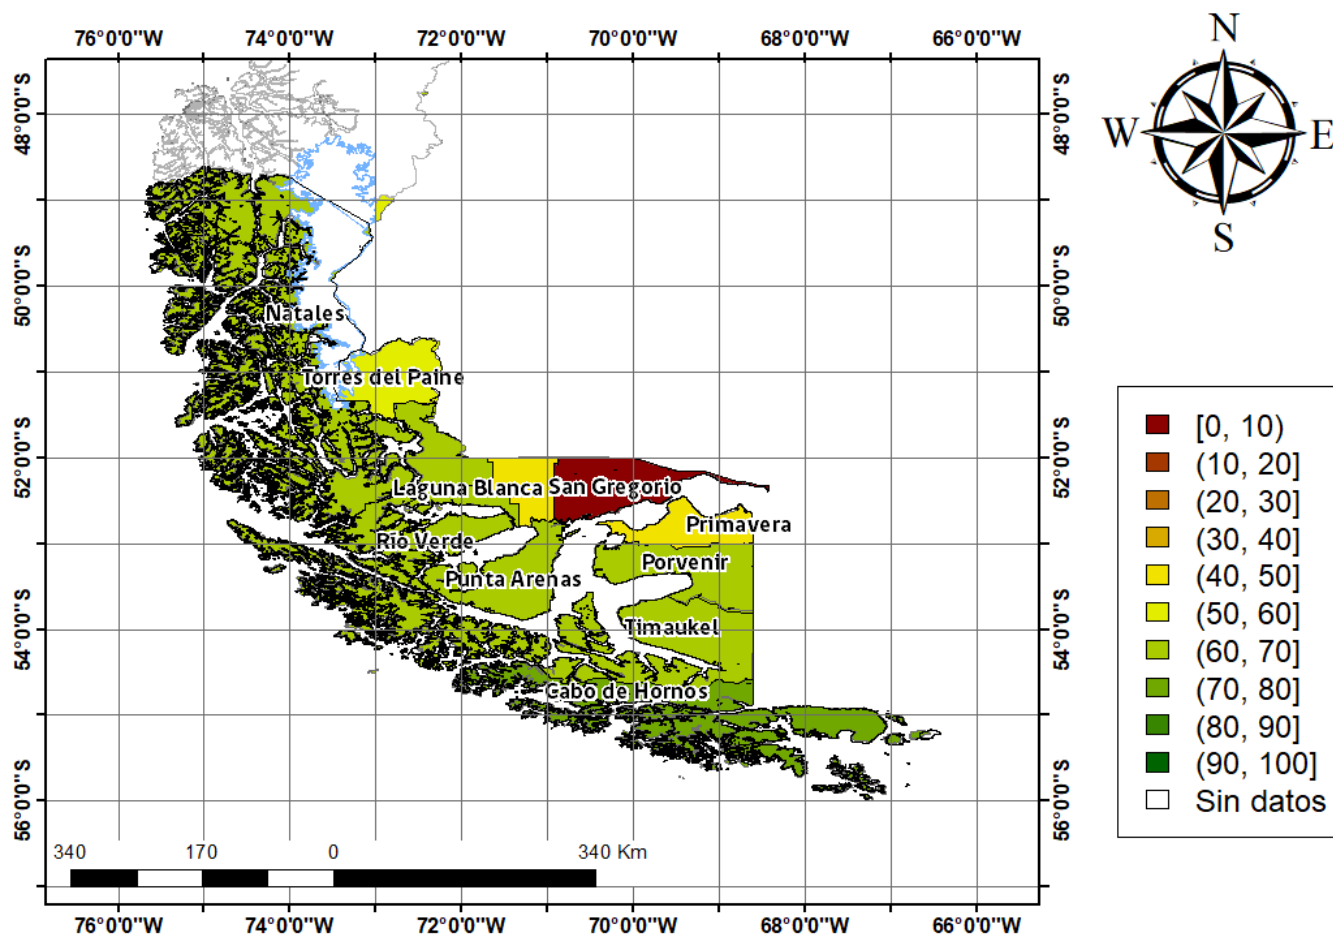 76°0'0"W 74°0'0"W 72°0'0"W 70°0'0"W 68°0'0"W 66°0'0"W
N
W E
S
48°0'0"S 48°0'0"S
50°0'0"S 50°0'0"S
Natales
Torres del Paine
52°0'0"S 52°0'0"S
Laguna Blanca San Gregorio
Primavera
Río Verde
Porvenir
Punta Arenas
Timaukel
54°0'0"S 54°0'0"S
Cabo de Hornos
56°0'0"S 56°0'0"S
340 170 0 340 Km
76°0'0"W 74°0'0"W 72°0'0"W 70°0'0"W 68°0'0"W 66°0'0"W
[0, 10)
(10, 20]
(20, 30]
(30, 40]
(40, 50]
(50, 60]
(60, 70]
(70, 80]
(80, 90]
(90, 100]
Sin datos